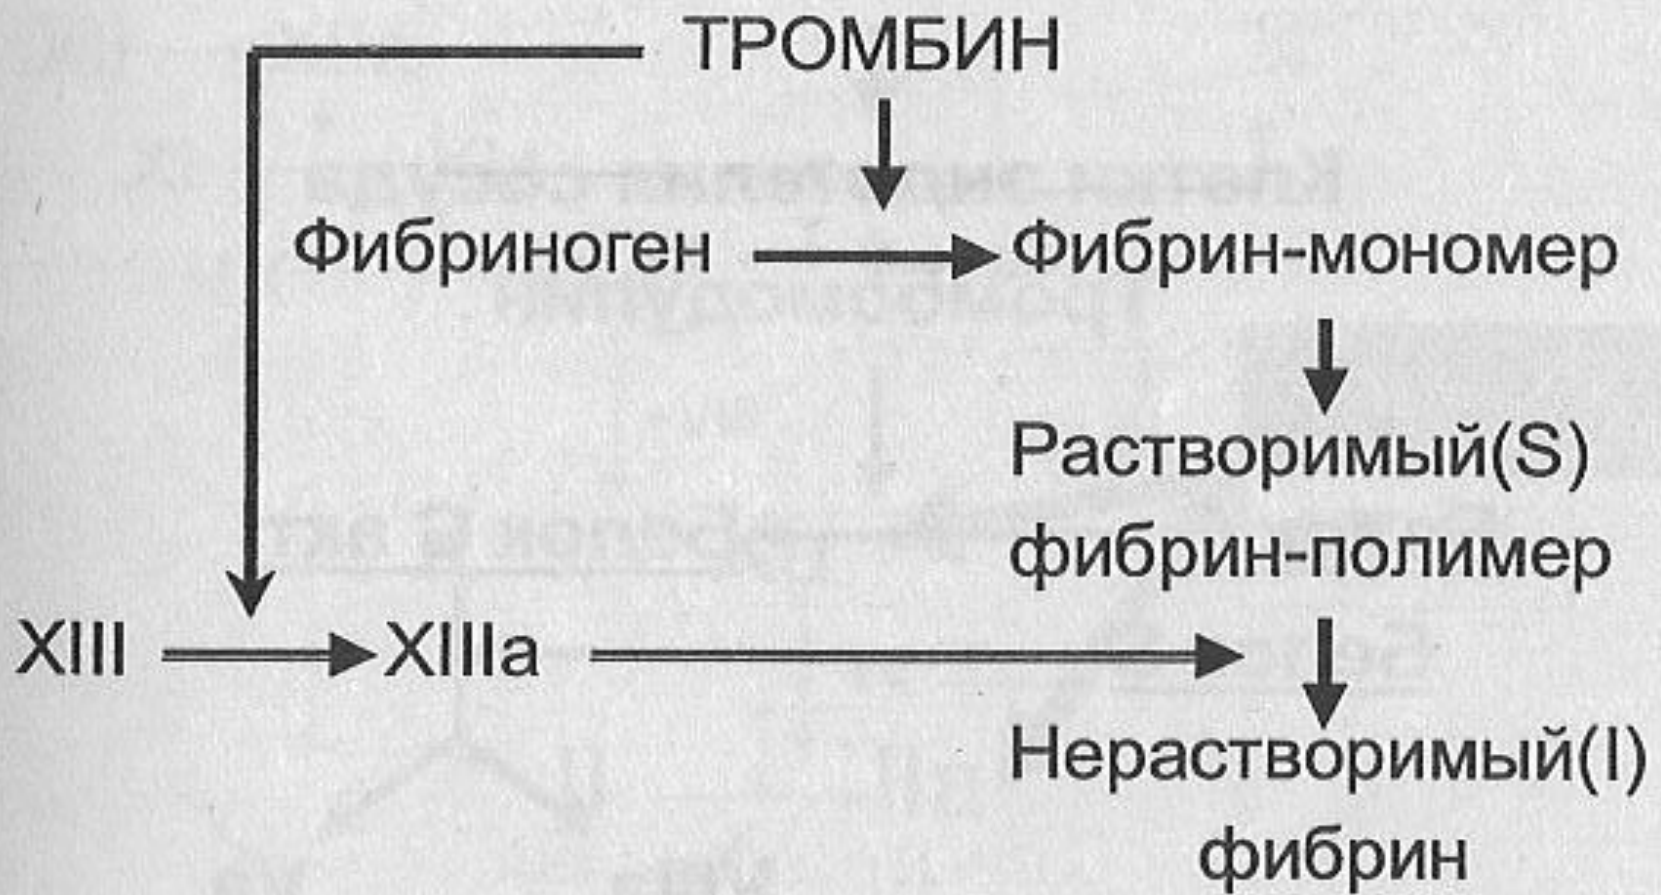 ТРОМБИН
Фибриноген
Фибрин-мономер
Растворимый(S)
фибрин-полимер
XIII
XIIIa
Нерастворимый(I)
фибрин